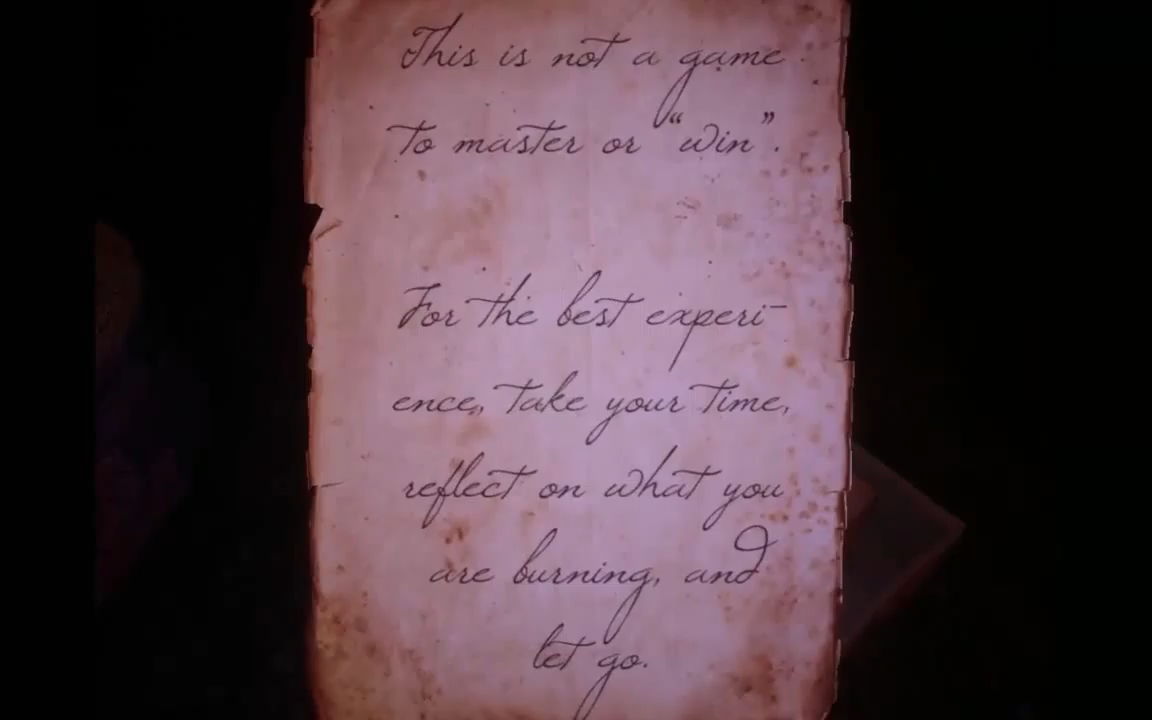 This is not a game
to master or “win”.
For the best experi-
ence, take your time,
reflect on what you
are burning, and
let go.